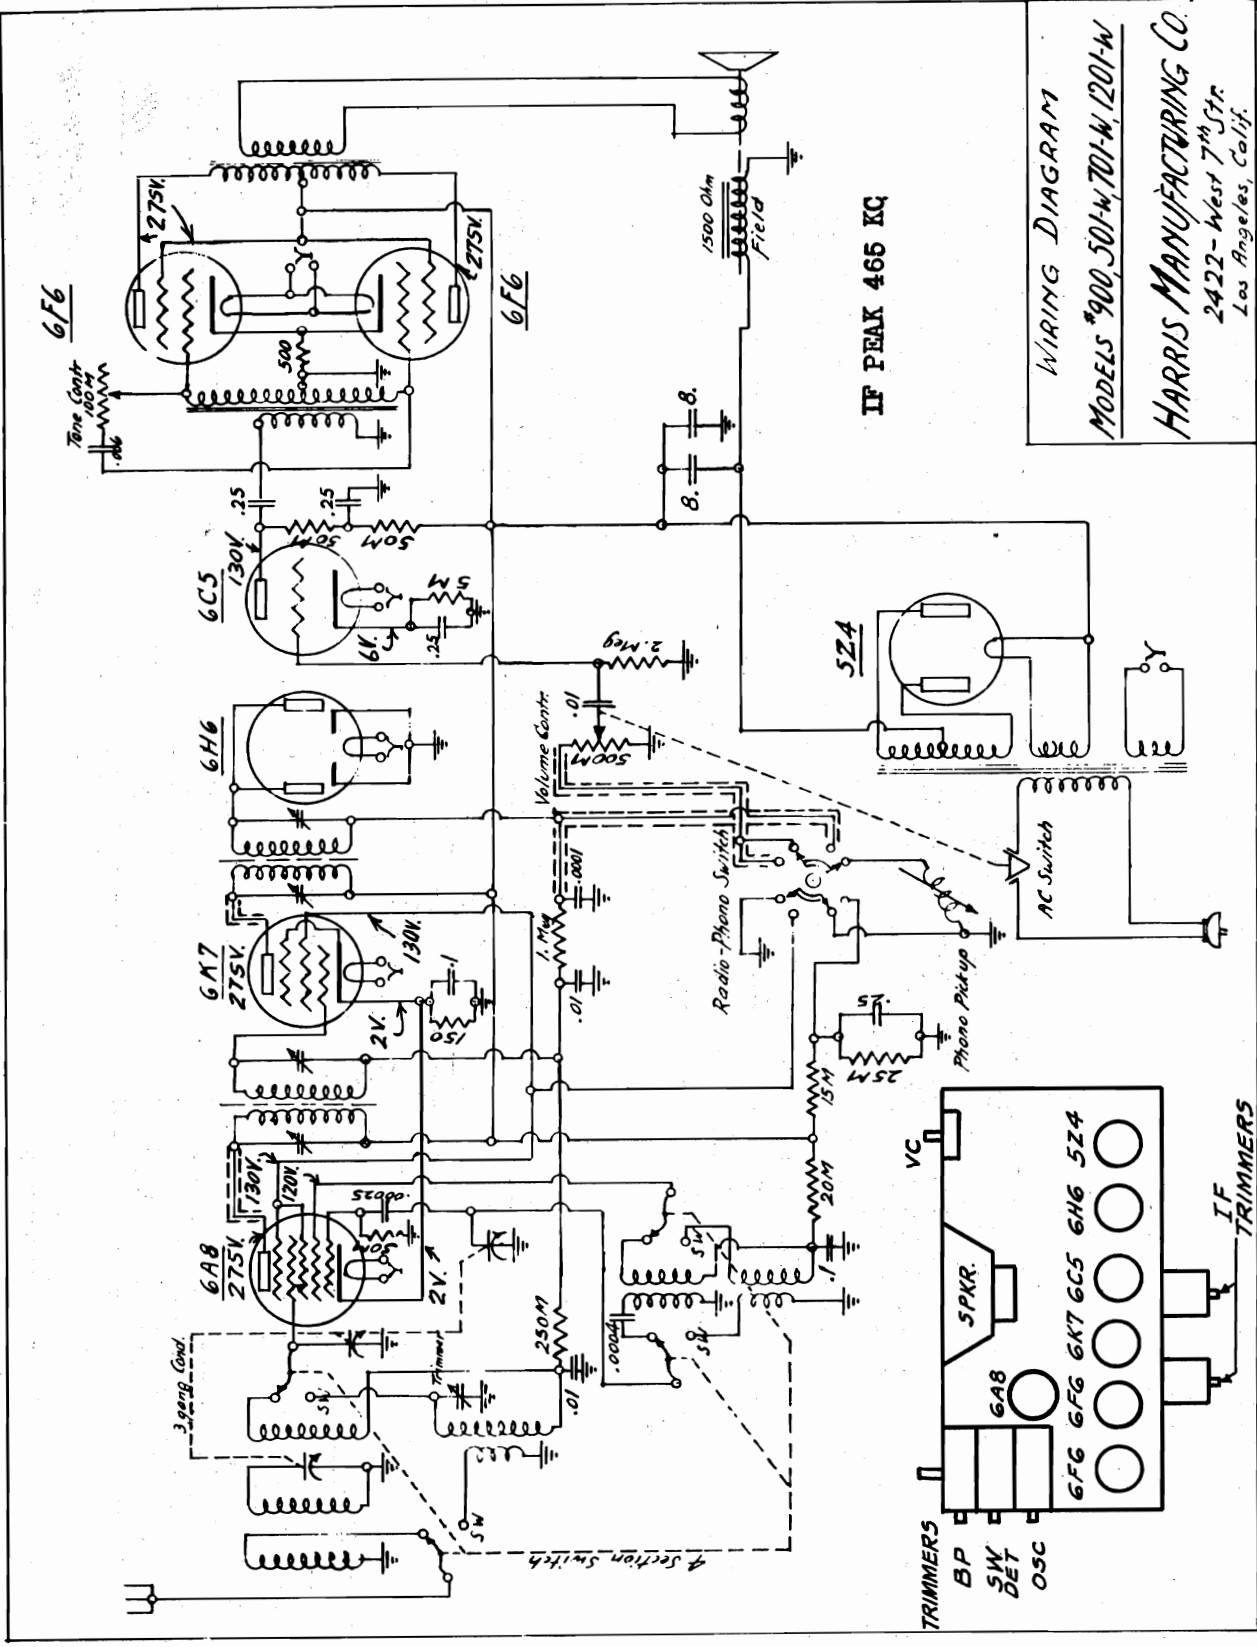 6A8
275V.
130V.
120V.
6K7
275V.
130V.
6H6
6C5
130V.
.25
.25
50M
50M
Tone Contr
100M
.006
6F6
275V.
275V.
6F6
500
6V.
.25
5M
2. Meg
.01
Volume Contr.
500M
.0001
1. Meg
.01
2V.
150
.1
.00025
50M
2V.
3 gang Cond.
Trimmer
SW
250M
.01
SW
4 Section Switch
.0004
SW
SW
.1
20M
15M
25M
.25
Radio-Phono Switch
Phono Pickup
AC Switch
5Z4
8.
8.
1500 Ohm
Field
IF PEAK 465 KC
TRIMMERS
BP
SW
DET
OSC
VC
SPKR.
6A8
6F6
6F6
6K7
6C5
6H6
5Z4
IF
TRIMMERS
WIRING DIAGRAM
MODELS #900, 501-W, 701-W, 1201-W
HARRIS MANUFACTURING CO.
2422-West 7th Str.
Los Angeles, Calif.